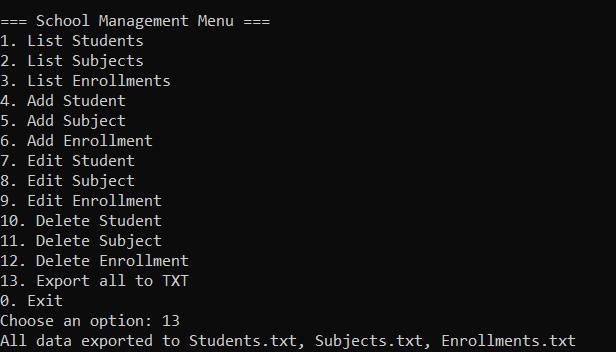 === School Management Menu ===
1. List Students
2. List Subjects
3. List Enrollments
4. Add Student
5. Add Subject
6. Add Enrollment
7. Edit Student
8. Edit Subject
9. Edit Enrollment
10. Delete Student
11. Delete Subject
12. Delete Enrollment
13. Export all to TXT
0. Exit
Choose an option: 13
All data exported to Students.txt, Subjects.txt, Enrollments.txt